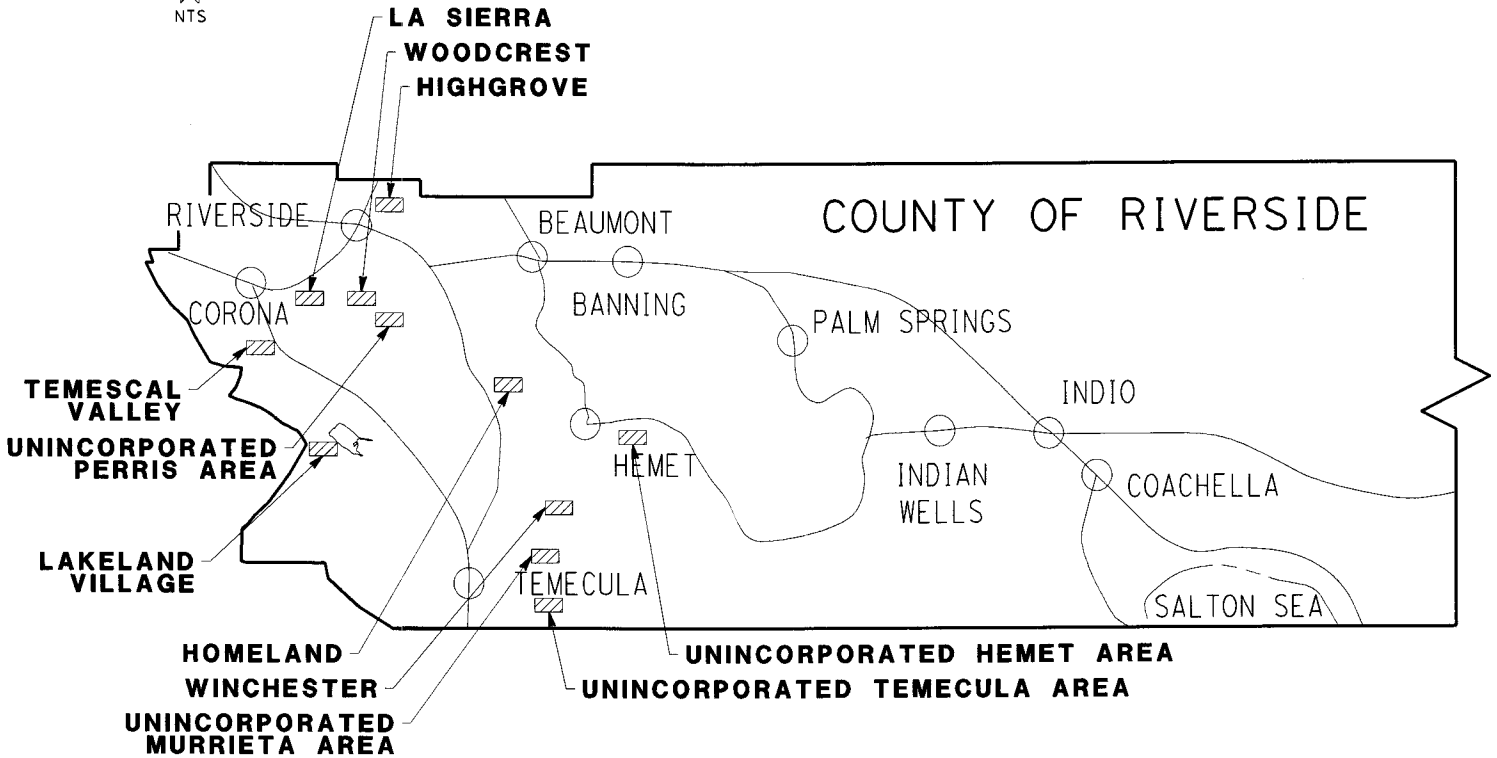 NTS
LA SIERRA
WOODCREST
HIGHGROVE
RIVERSIDE
BEAUMONT
COUNTY OF RIVERSIDE
CORONA
BANNING
PALM SPRINGS
TEMESCAL
VALLEY
INDIO
UNINCORPORATED
PERRIS AREA
HEMET
INDIAN
WELLS
COACHELLA
LAKELAND
VILLAGE
TEMECULA
SALTON SEA
HOMELAND
WINCHESTER
UNINCORPORATED
MURRIETA AREA
UNINCORPORATED HEMET AREA
UNINCORPORATED TEMECULA AREA